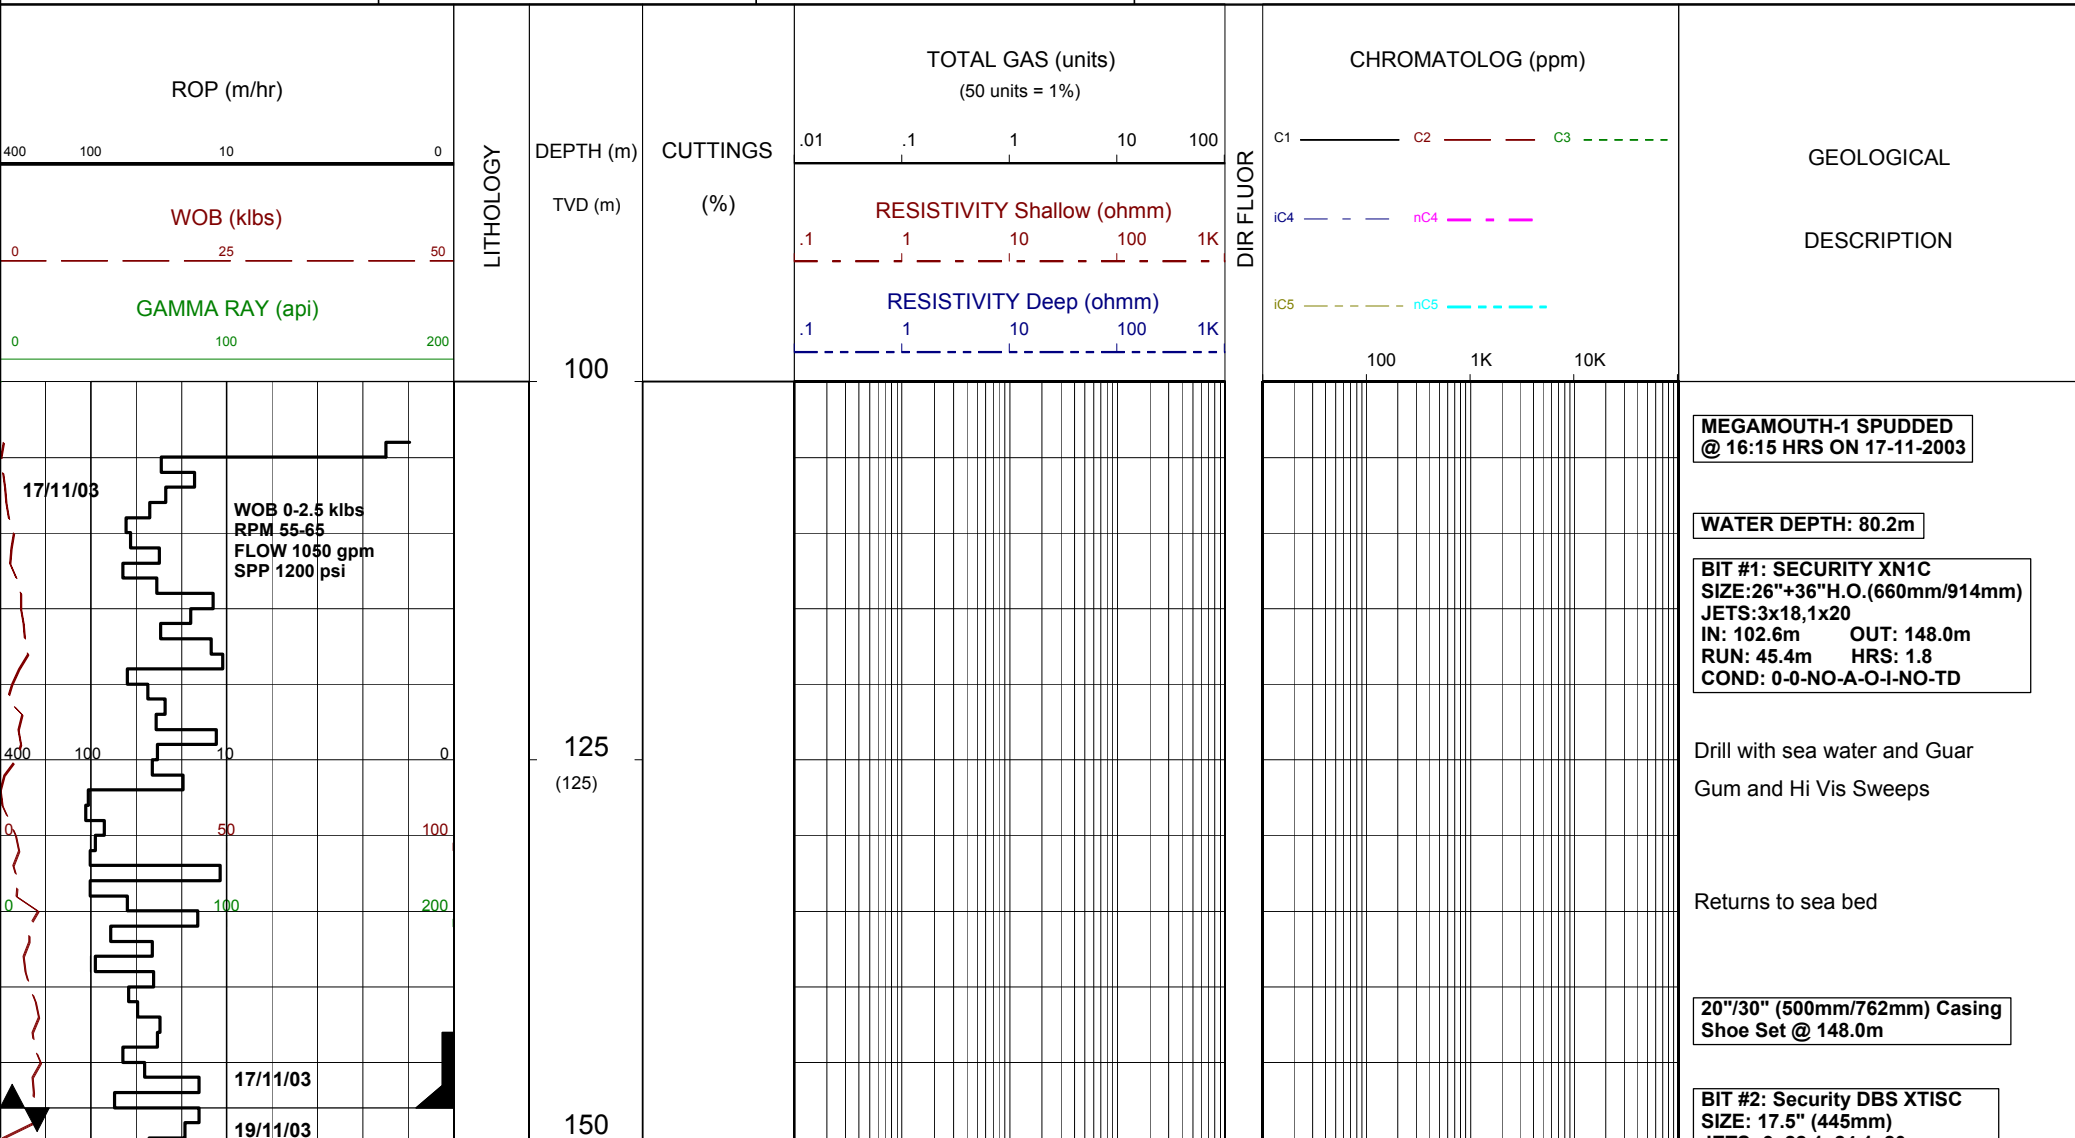 ROP (m/hr)
400 100 10 0
WOB (klbs)
0 25 50
GAMMA RAY (api)
0 100 200
LITHOLOGY
DEPTH (m)
TVD (m)
CUTTINGS
(%)
TOTAL GAS (units)
(50 units = 1%)
.01 .1 1 10 100
RESISTIVITY Shallow (ohmm)
.1 1 10 100 1K
RESISTIVITY Deep (ohmm)
.1 1 10 100 1K
DIR FLUOR
CHROMATOLOG (ppm)
C1 C2 C3
iC4 nC4
iC5 nC5
100 1K 10K
GEOLOGICAL
DESCRIPTION
100
MEGAMOUTH-1 SPUDDED
@ 16:15 HRS ON 17-11-2003
17/11/03
WOB 0-2.5 klbs
RPM 55-65
FLOW 1050 gpm
SPP 1200 psi
WATER DEPTH: 80.2m
BIT #1: SECURITY XN1C
SIZE:26"+36"H.O.(660mm/914mm)
JETS:3x18,1x20
IN: 102.6m OUT: 148.0m
RUN: 45.4m HRS: 1.8
COND: 0-0-NO-A-O-I-NO-TD
400 100 10 0
125
(125)
Drill with sea water and Guar
Gum and Hi Vis Sweeps
0 50 100
0 100 200
Returns to sea bed
20"/30" (500mm/762mm) Casing
Shoe Set @ 148.0m
17/11/03
19/11/03
150
BIT #2: Security DBS XTISC
SIZE: 17.5" (445mm)